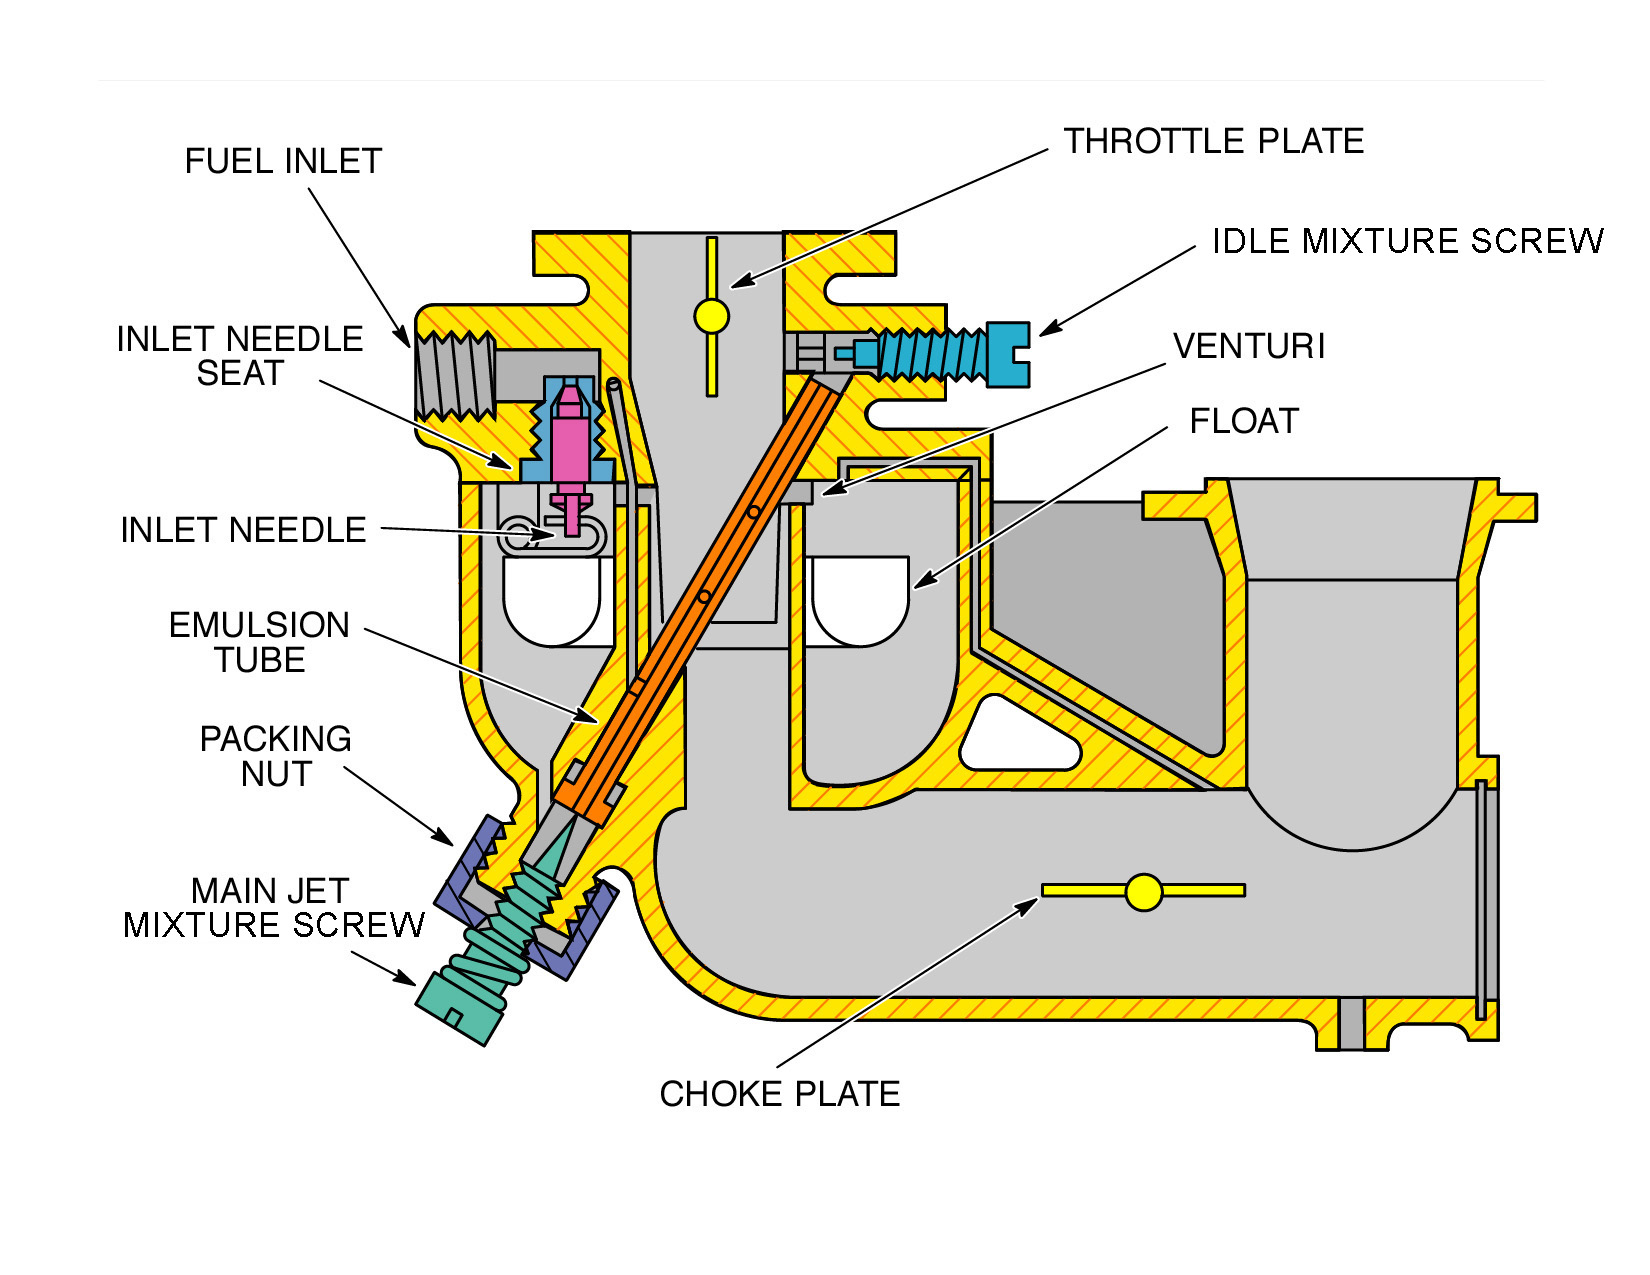 THROTTLE PLATE
FUEL INLET
IDLE MIXTURE SCREW
INLET NEEDLE
SEAT
VENTURI
FLOAT
INLET NEEDLE
EMULSION
TUBE
PACKING
NUT
MAIN JET
MIXTURE SCREW
CHOKE PLATE